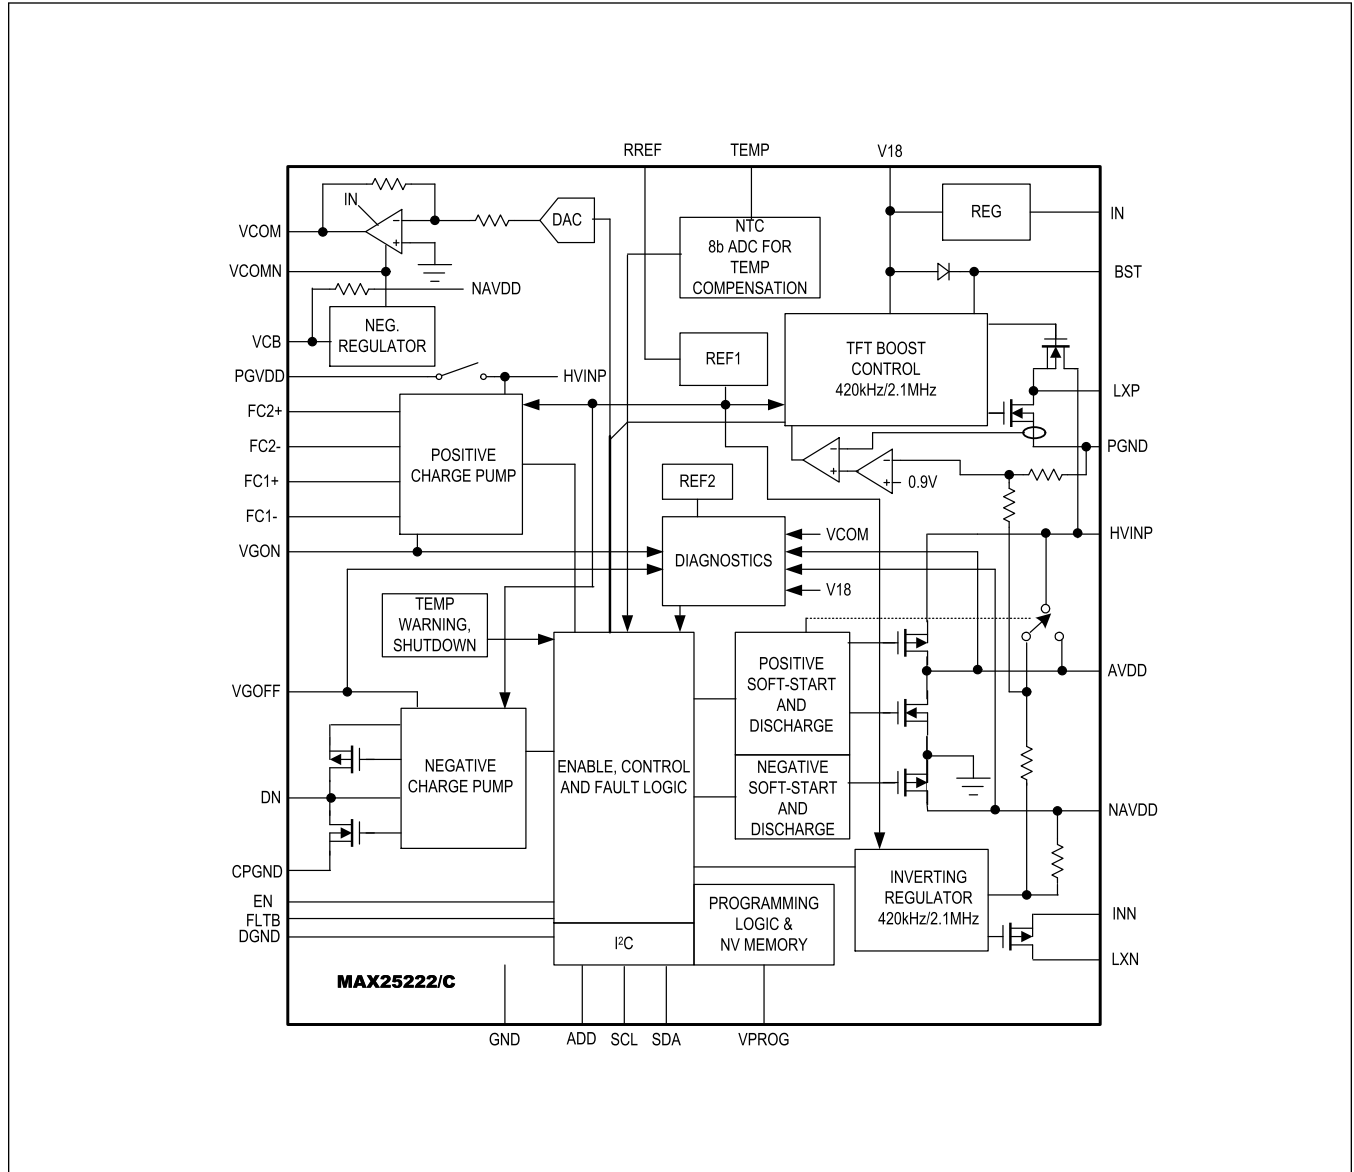 RREF
TEMP
V18
IN
DAC
NTC
8b ADC FOR
TEMP
COMPENSATION
REG
IN
VCOM
VCOMN
BST
NAVDD
NEG.
REGULATOR
VCB
REF1
TFT BOOST
CONTROL
420kHz/2.1MHz
PGVDD
HVINP
LXP
FC2+
FC2-
PGND
POSITIVE
CHARGE PUMP
FC1+
REF2
0.9V
FC1-
VGON
VCOM
HVINP
DIAGNOSTICS
V18
TEMP
WARNING,
SHUTDOWN
POSITIVE
SOFT-START
AND
DISCHARGE
AVDD
VGOFF
NEGATIVE
CHARGE PUMP
ENABLE, CONTROL
AND FAULT LOGIC
NEGATIVE
SOFT-START
AND
DISCHARGE
DN
NAVDD
CPGND
INVERTING
REGULATOR
420kHz/2.1MHz
EN
FLTB
DGND
PROGRAMMING
LOGIC &
NV MEMORY
INN
I²C
LXN
MAX25222/C
GND
ADD
SCL
SDA
VPROG